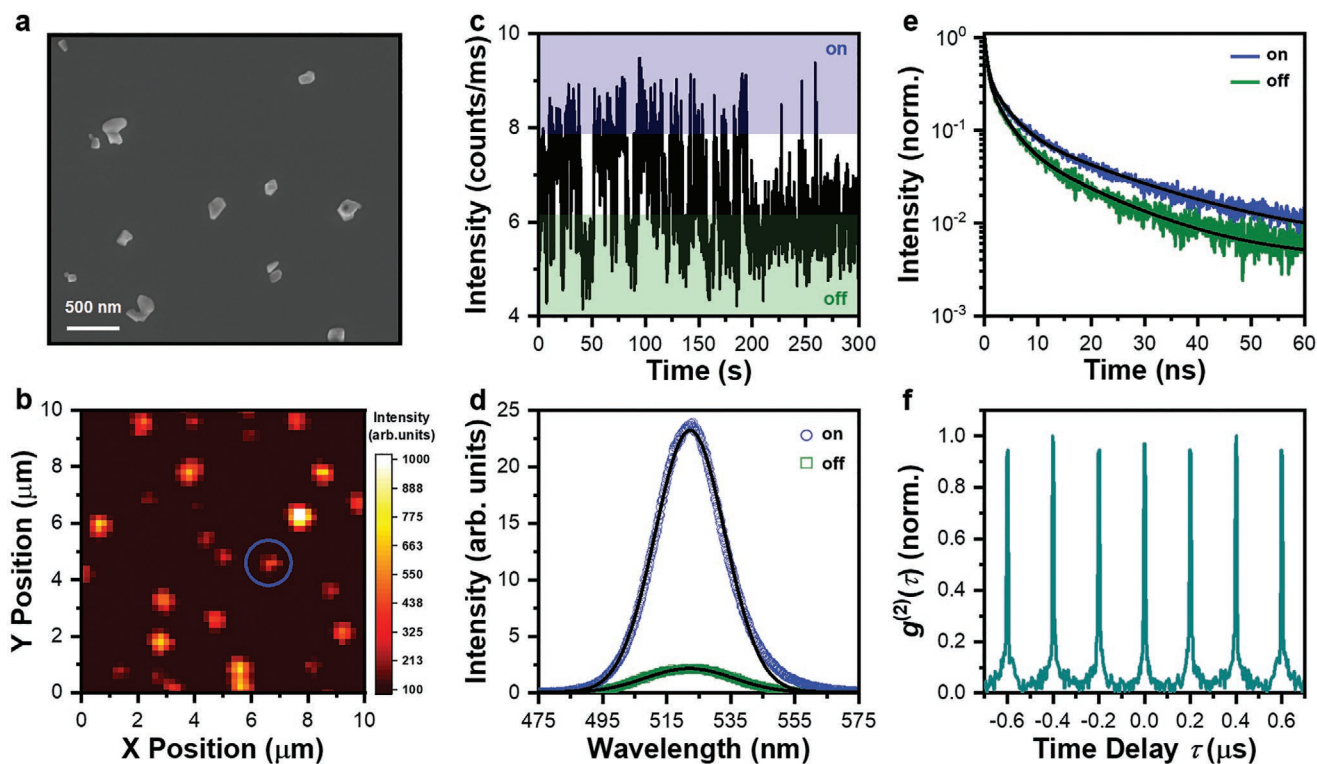 a
500 nm
b
10
8
6
4
2
0
Y Position (μm)
0 2 4 6 8 10
X Position (μm)
Intensity
(arb.units)
1000
888
775
663
550
438
325
213
100
c
10
8
6
4
Intensity (counts/ms)
on
off
0 50 100 150 200 250 300
Time (s)
d
25
20
15
10
5
0
Intensity (arb. units)
on
off
475 495 515 535 555 575
Wavelength (nm)
e
10⁰
10⁻¹
10⁻²
10⁻³
Intensity (norm.)
on
off
0 10 20 30 40 50 60
Time (ns)
f
1.0
0.8
0.6
0.4
0.2
0.0
g⁽²⁾(τ) (norm.)
-0.6 -0.4 -0.2 0.0 0.2 0.4 0.6
Time Delay τ (μs)